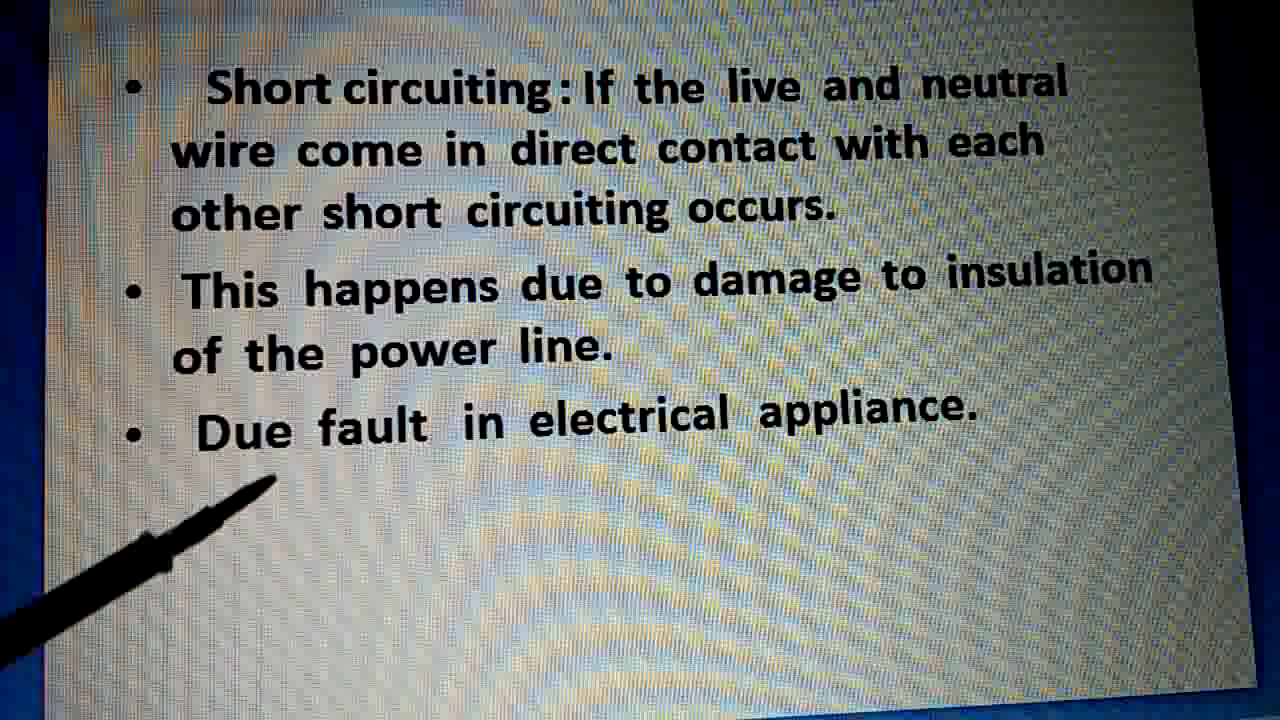 • Short circuiting : If the live and neutral
wire come in direct contact with each
other short circuiting occurs.
• This happens due to damage to insulation
of the power line.
• Due fault in electrical appliance.